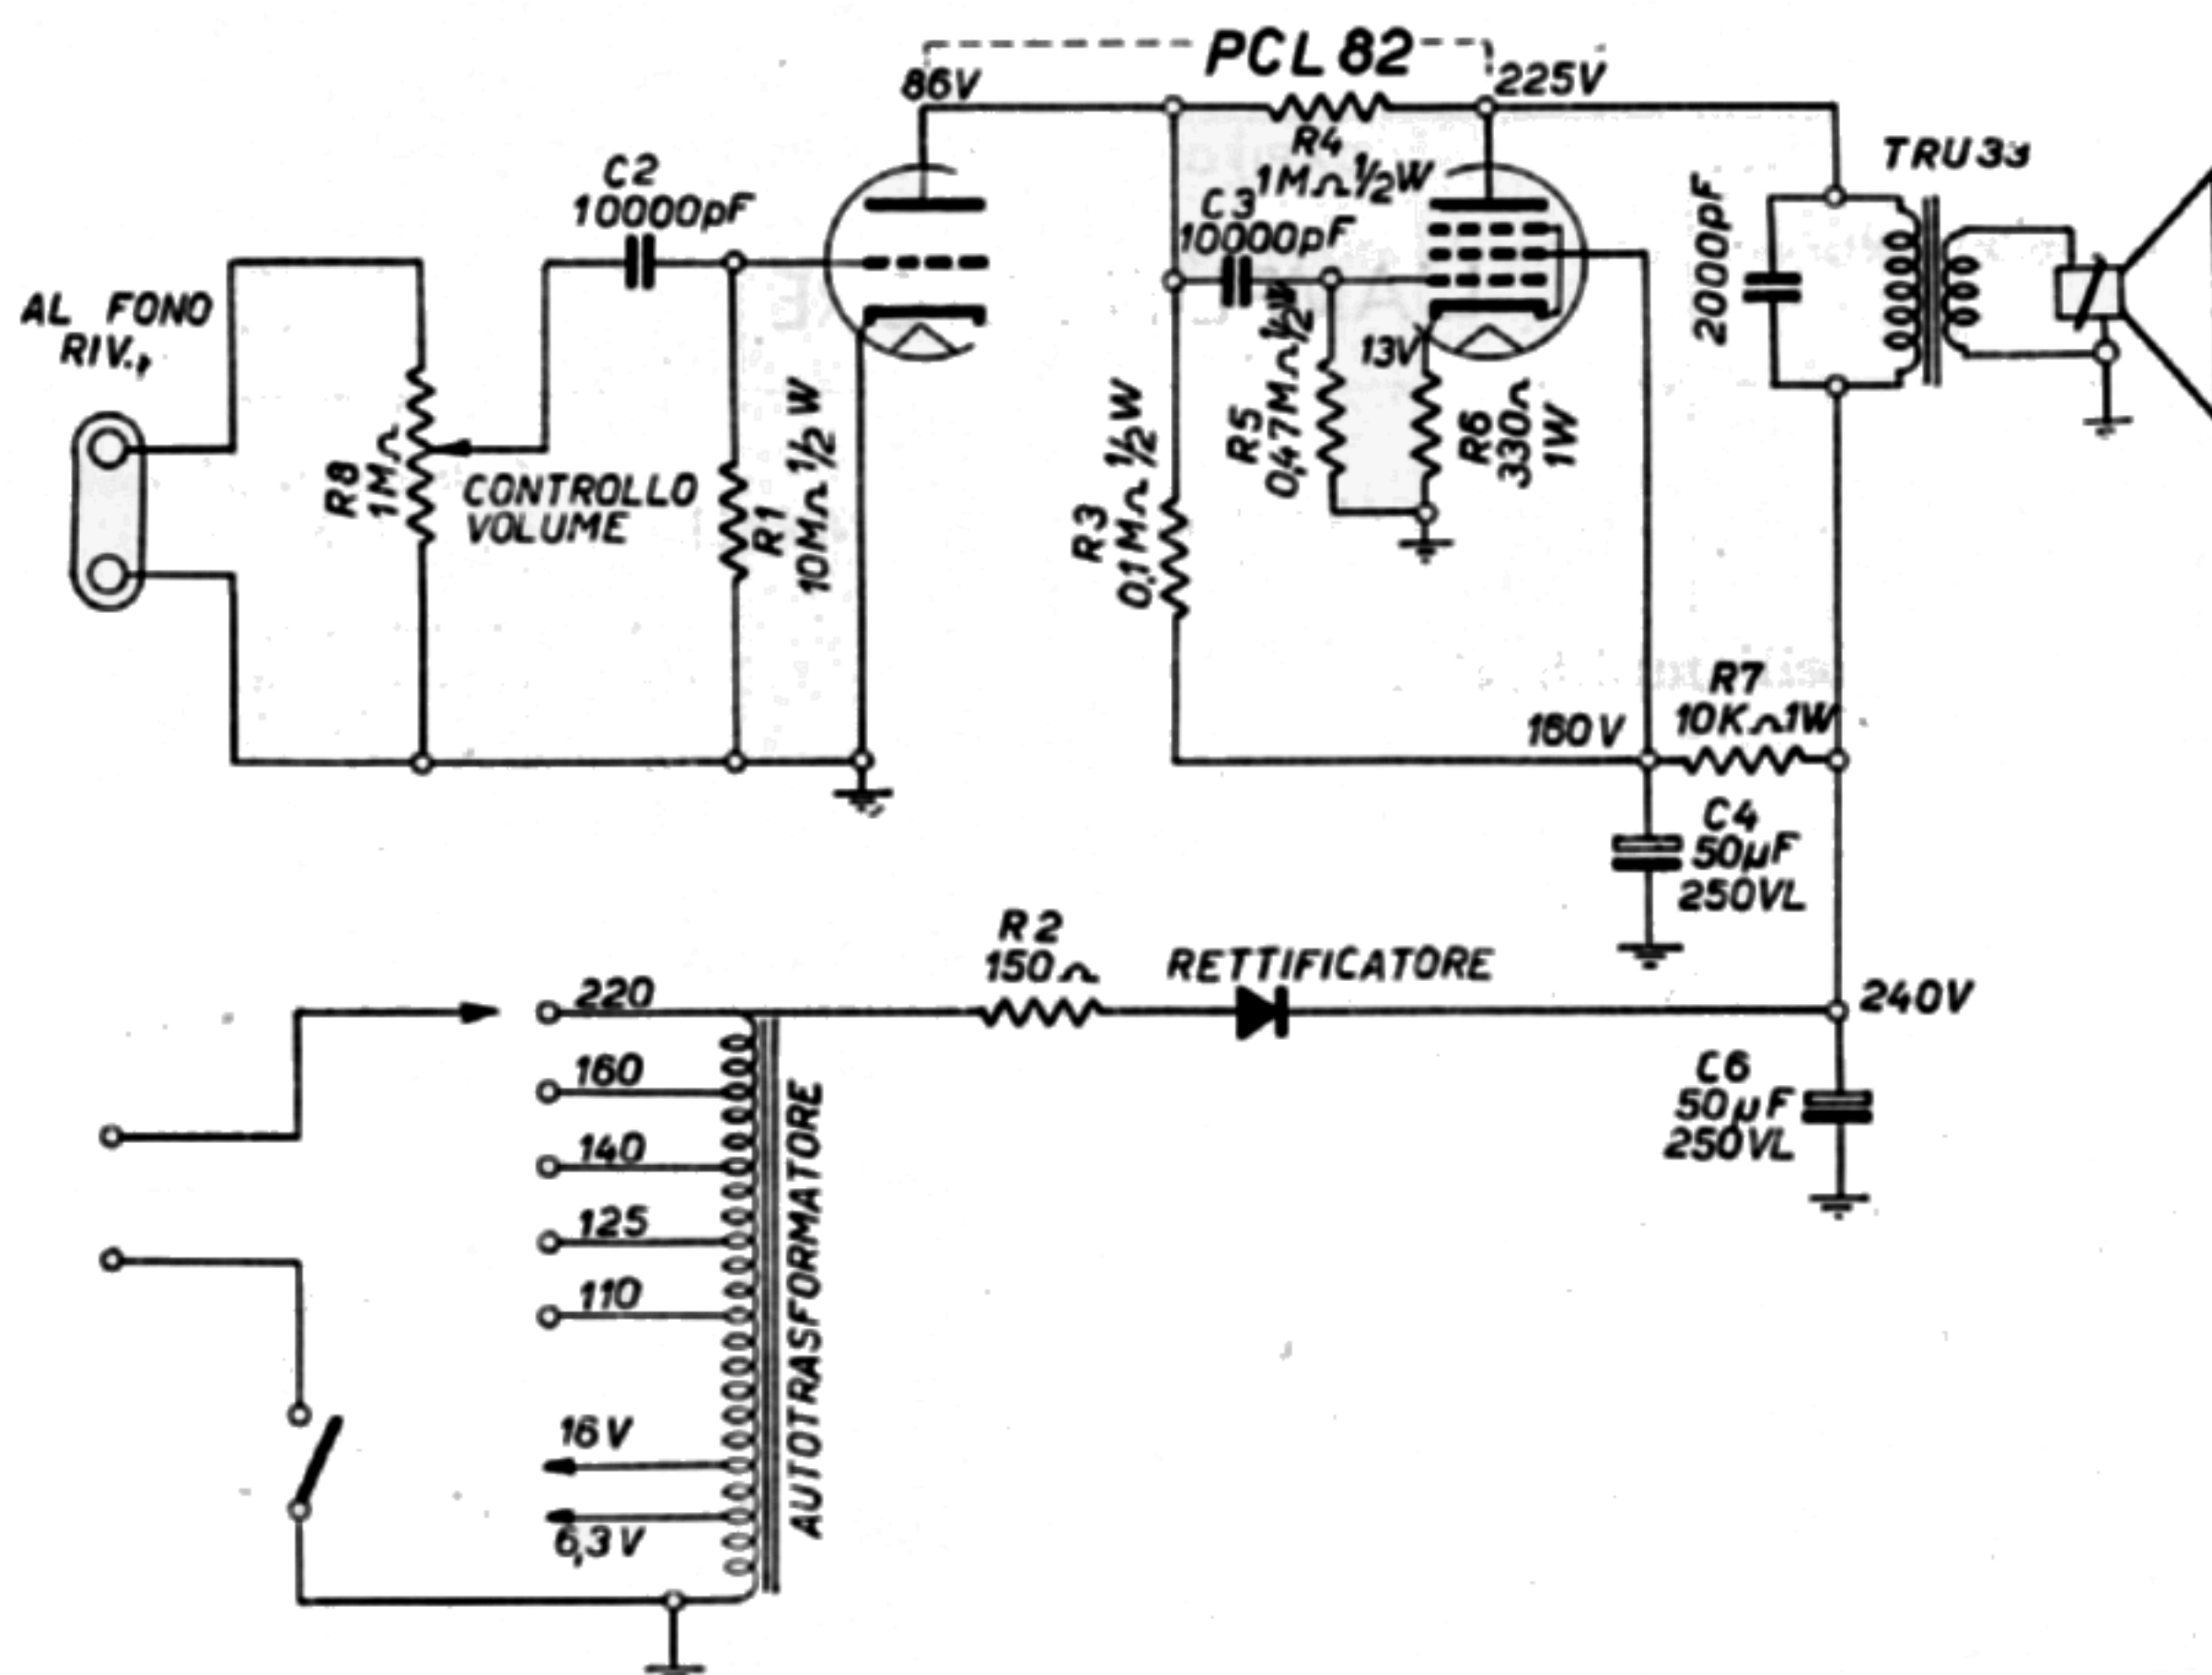 PCL 82
86V
225V
TRU33
R4
1MΩ ½W
C2
10000pF
C3
10000pF
2000pF
AL FONO
RIV.
13V
R8
1MΩ
CONTROLLO
VOLUME
R1
10MΩ ½W
R3
0.1MΩ ½W
R5
0,47MΩ ½W
R6
330Ω
1W
R7
10KΩ 1W
160V
C4
50µF
250VL
R2
150Ω
RETTIFICATORE
240V
C6
50µF
250VL
220
160
140
125
110
16V
6,3V
AUTOTRASFORMATORE